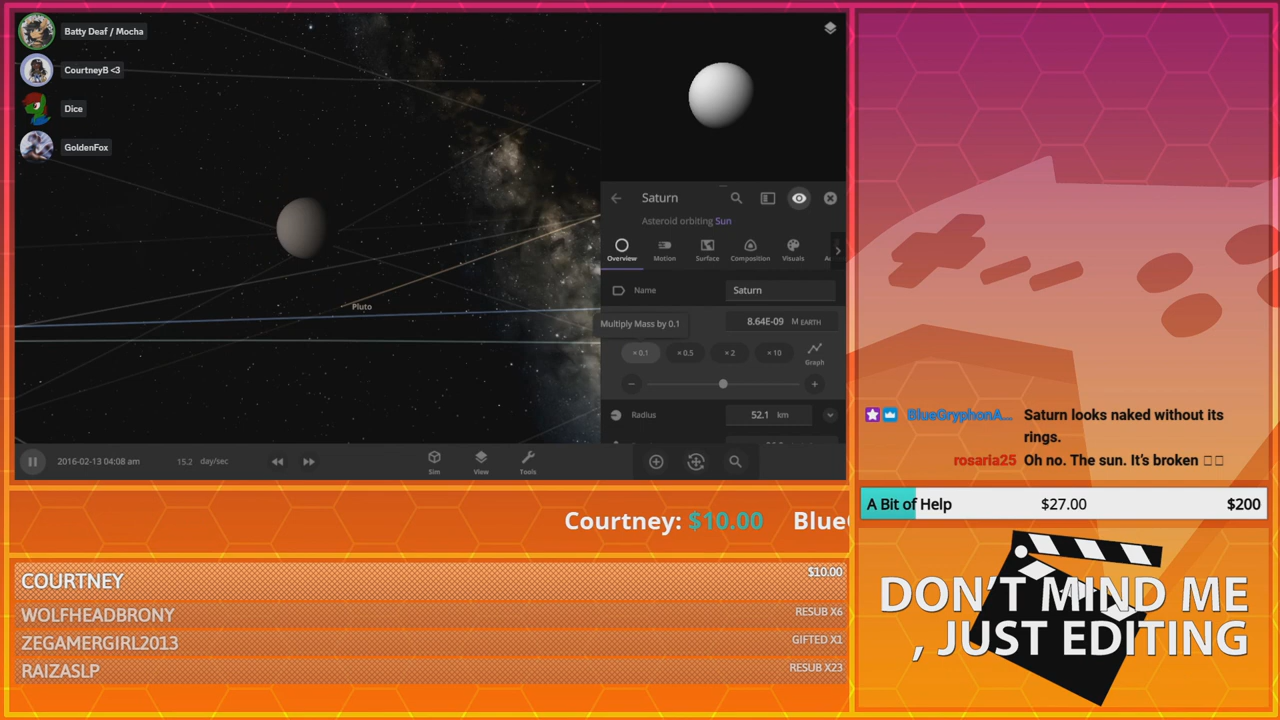 Batty Deaf / Mocha
CourtneyB <3
Dice
GoldenFox
Pluto
Saturn
Asteroid orbiting Sun
Overview Motion Surface Composition Visuals
Name Saturn
Multiply Mass by 0.1
8.64E-09 M EARTH
× 0.1 × 0.5 × 2 × 10 Graph
Radius 52.1 km
2016-02-13 04:08 am 15.2 day/sec
Sim View Tools
BlueGryphonA... Saturn looks naked without its
rings.
rosaria25 Oh no. The sun. It's broken
A Bit of Help $27.00 $200
Courtney: $10.00 Blue
COURTNEY $10.00
WOLFHEADBRONY RESUB X6
ZEGAMERGIRL2013 GIFTED X1
RAIZASLP RESUB X23
DON'T MIND ME
, JUST EDITING